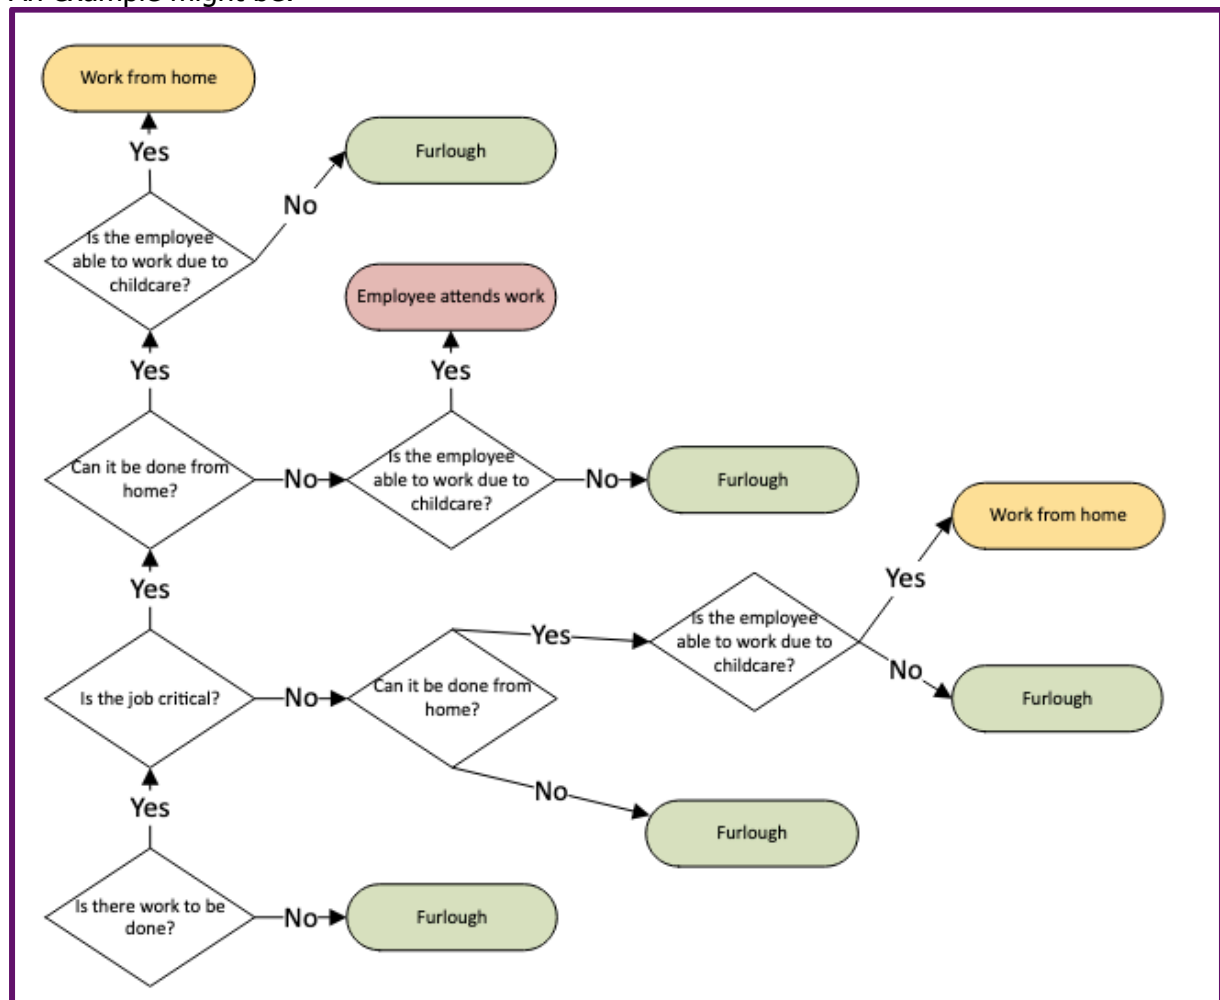 An example might be:
Work from home
Yes
Furlough
No
Is the employee
able to work due to
childcare?
Employee attends work
Yes
Yes
Can it be done from
home?
No
Is the employee
able to work due to
childcare?
No
Furlough
Work from home
Yes
Yes
Is the employee
able to work due to
childcare?
Yes
No
Is the job critical?
No
Can it be done from
home?
Furlough
No
Yes
Furlough
Is there work to be
done?
No
Furlough